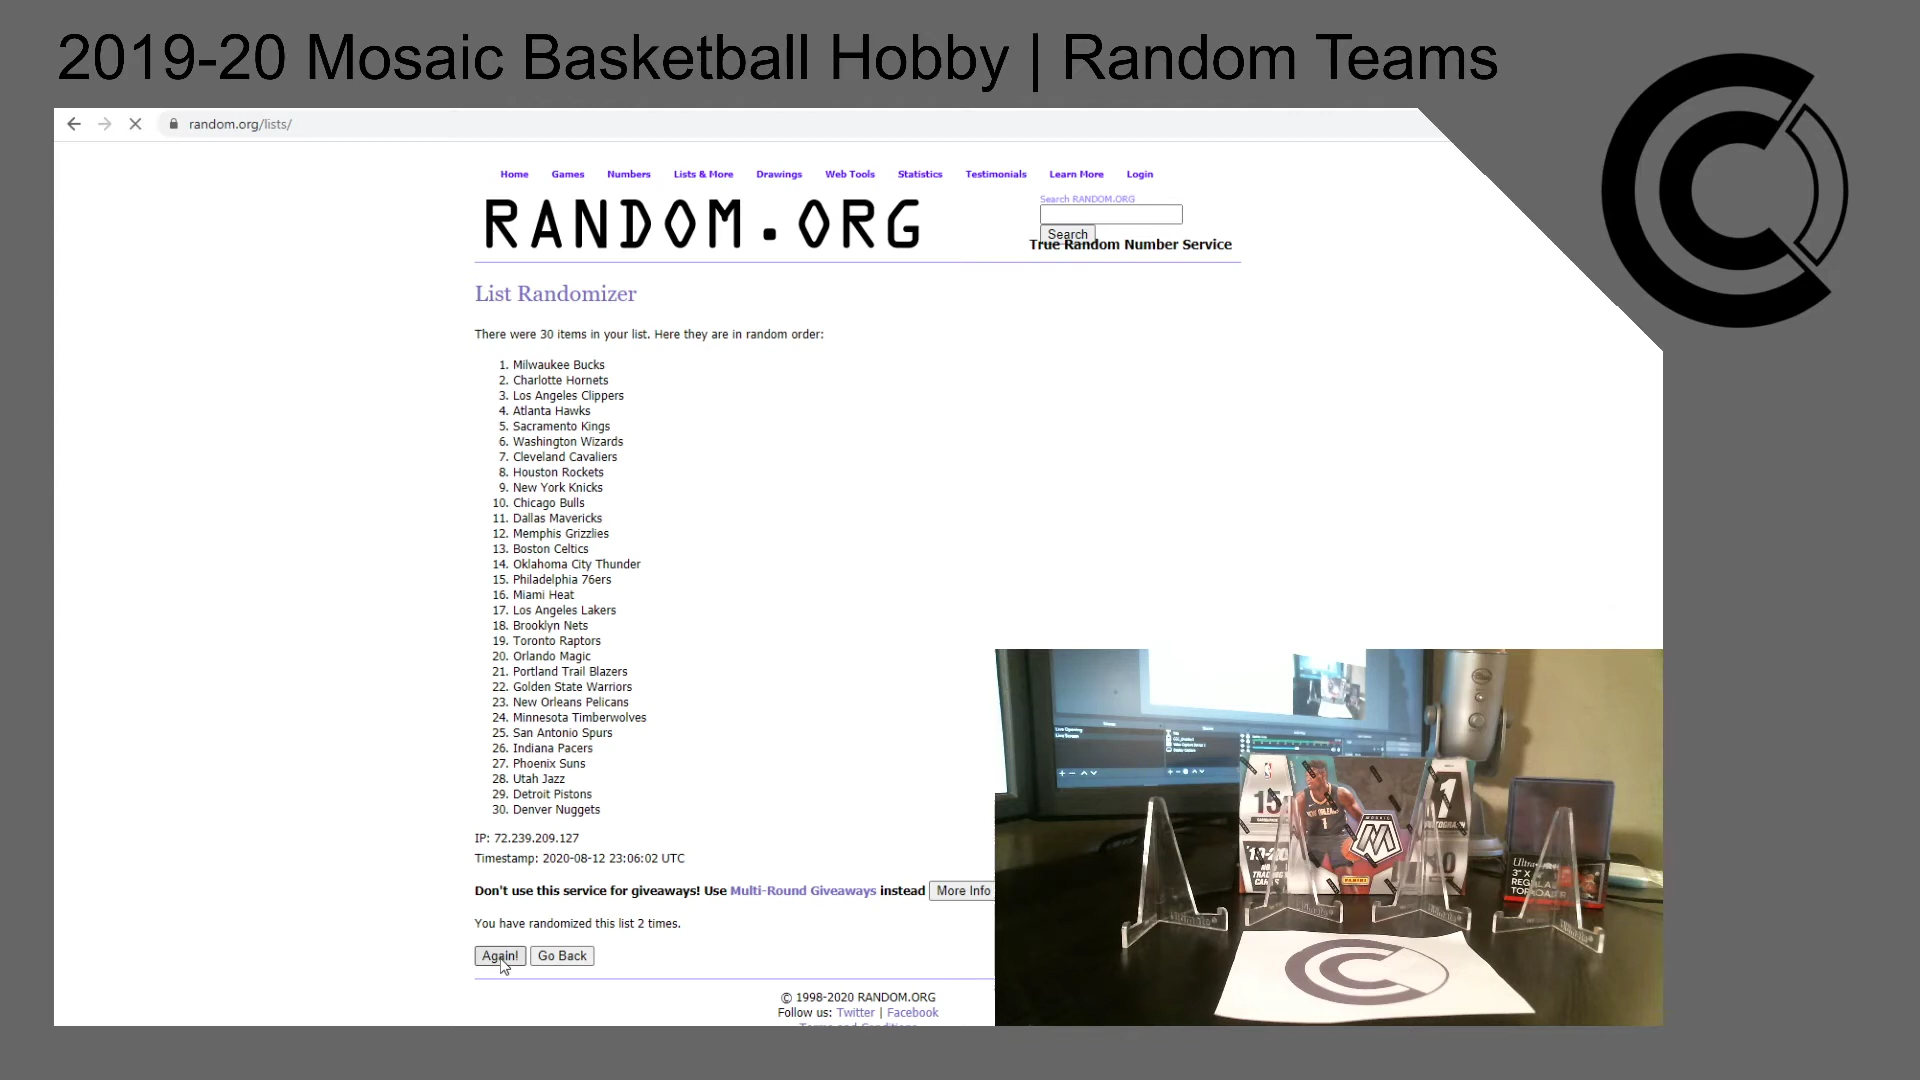 2019-20 Mosaic Basketball Hobby | Random Teams
random.org/lists/
Home Games Numbers Lists & More Drawings Web Tools Statistics Testimonials Learn More Login
RANDOM.ORG
Search RANDOM.ORG
Search
True Random Number Service
List Randomizer
There were 30 items in your list. Here they are in random order:
1. Milwaukee Bucks
2. Charlotte Hornets
3. Los Angeles Clippers
4. Atlanta Hawks
5. Sacramento Kings
6. Washington Wizards
7. Cleveland Cavaliers
8. Houston Rockets
9. New York Knicks
10. Chicago Bulls
11. Dallas Mavericks
12. Memphis Grizzlies
13. Boston Celtics
14. Oklahoma City Thunder
15. Philadelphia 76ers
16. Miami Heat
17. Los Angeles Lakers
18. Brooklyn Nets
19. Toronto Raptors
20. Orlando Magic
21. Portland Trail Blazers
22. Golden State Warriors
23. New Orleans Pelicans
24. Minnesota Timberwolves
25. San Antonio Spurs
26. Indiana Pacers
27. Phoenix Suns
28. Utah Jazz
29. Detroit Pistons
30. Denver Nuggets
IP: 72.239.209.127
Timestamp: 2020-08-12 23:06:02 UTC
Don't use this service for giveaways! Use Multi-Round Giveaways instead More Info
You have randomized this list 2 times.
Again! Go Back
© 1998-2020 RANDOM.ORG
Follow us: Twitter | Facebook
Terms and Conditions
15
1
MOSAIC
M
PANINI
10
Ultra
3" X